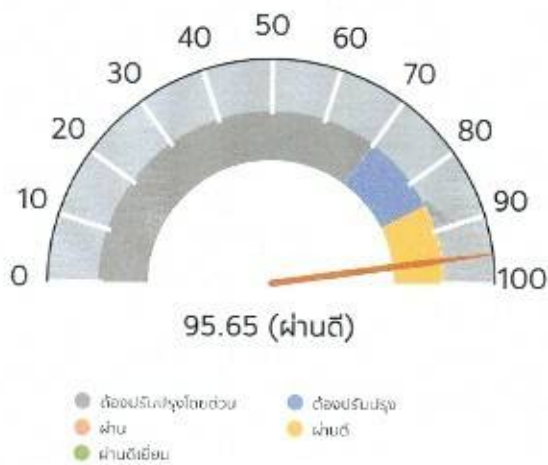 50
40
60
30
70
20
80
10
90
0
100
95.65 (ผ่านดี)
ต้องปรับปรุงโดยด่วน
ต้องปรับปรุง
ผ่าน
ผ่านดี
ผ่านดีเยี่ยม